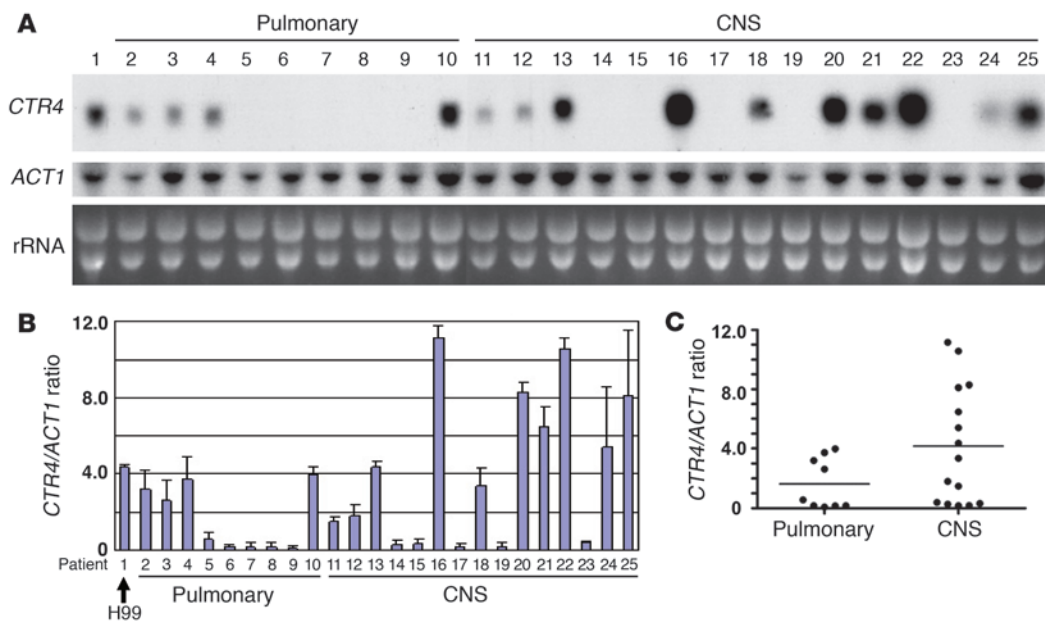 A
Pulmonary
CNS
1 2 3 4 5 6 7 8 9 10 11 12 13 14 15 16 17 18 19 20 21 22 23 24 25
CTR4
ACT1
rRNA
B
CTR4/ACT1 ratio
12.0
8.0
4.0
0
Patient 1 2 3 4 5 6 7 8 9 10 11 12 13 14 15 16 17 18 19 20 21 22 23 24 25
Pulmonary
CNS
H99
C
CTR4/ACT1 ratio
12.0
8.0
4.0
0
Pulmonary
CNS